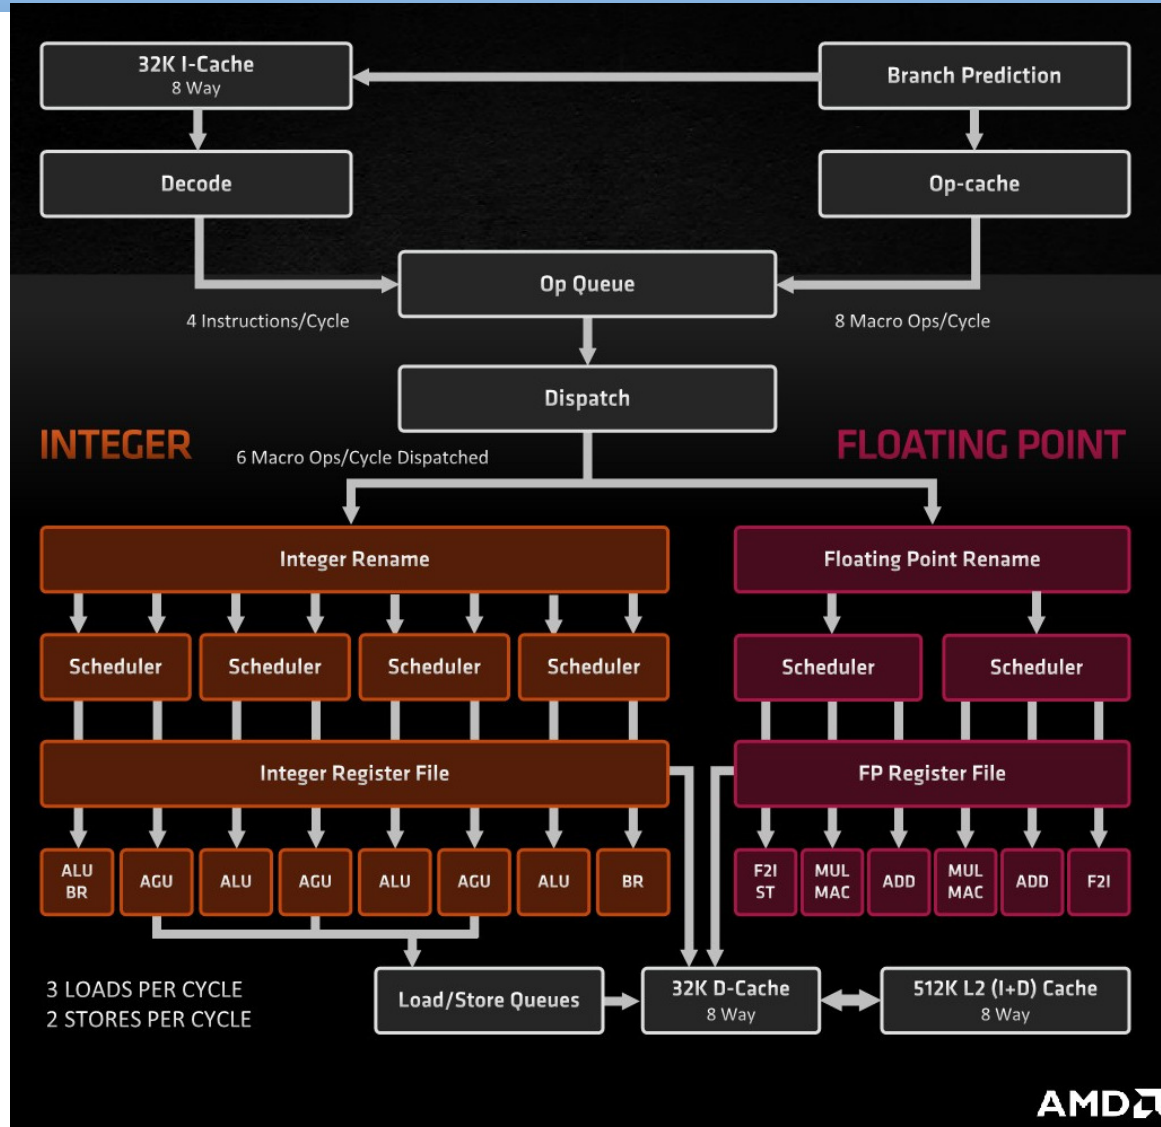 32K I-Cache
8 Way
Branch Prediction
Decode
Op-cache
Op Queue
4 Instructions/Cycle
8 Macro Ops/Cycle
Dispatch
INTEGER
FLOATING POINT
6 Macro Ops/Cycle Dispatched
Integer Rename
Floating Point Rename
Scheduler
Scheduler
Scheduler
Scheduler
Scheduler
Scheduler
Integer Register File
FP Register File
ALU
BR
AGU
ALU
AGU
ALU
AGU
ALU
BR
F2I
ST
MUL
MAC
ADD
MUL
MAC
ADD
F2I
3 LOADS PER CYCLE
2 STORES PER CYCLE
Load/Store Queues
32K D-Cache
8 Way
512K L2 (I+D) Cache
8 Way
AMD